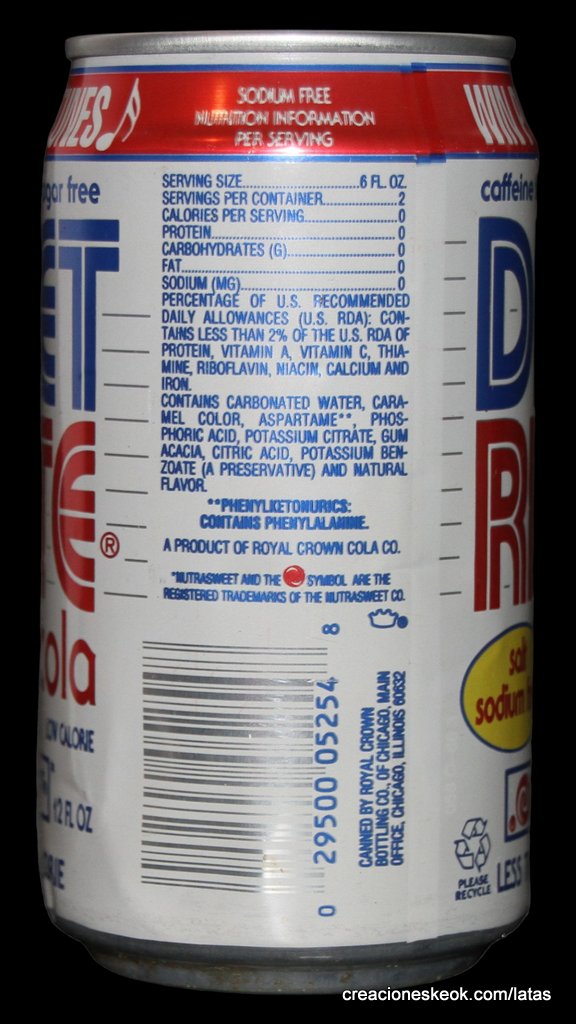 SODIUM FREE
NUTRITION INFORMATION
PER SERVING
WIN
gar free
caffeine
ET
D
SERVING SIZE..............................6 FL. OZ.
SERVINGS PER CONTAINER....................2
CALORIES PER SERVING........................0
PROTEIN...............................................0
CARBOHYDRATES (G)............................0
FAT......................................................0
SODIUM (MG).......................................0
PERCENTAGE OF U.S. RECOMMENDED
DAILY ALLOWANCES (U.S. RDA): CON-
TAINS LESS THAN 2% OF THE U.S. RDA OF
PROTEIN, VITAMIN A, VITAMIN C, THIA-
MINE, RIBOFLAVIN, NIACIN, CALCIUM AND
IRON.
CONTAINS CARBONATED WATER, CARA-
MEL COLOR, ASPARTAME**, PHOS-
PHORIC ACID, POTASSIUM CITRATE, GUM
ACACIA, CITRIC ACID, POTASSIUM BEN-
ZOATE (A PRESERVATIVE) AND NATURAL
FLAVOR.
**PHENYLKETONURICS:
CONTAINS PHENYLALANINE.
A PRODUCT OF ROYAL CROWN COLA CO.
*NUTRASWEET AND THE SYMBOL ARE THE
REGISTERED TRADEMARKS OF THE NUTRASWEET CO.
TE®
R
cola
LOW CALORIE
12 FL OZ
salt
sodium
0 29500 05254 8
CANNED BY ROYAL CROWN
BOTTLING CO., OF CHICAGO, MAIN
OFFICE, CHICAGO, ILLINOIS 60632
PLEASE
RECYCLE
LESS
creacioneskeok.com/latas